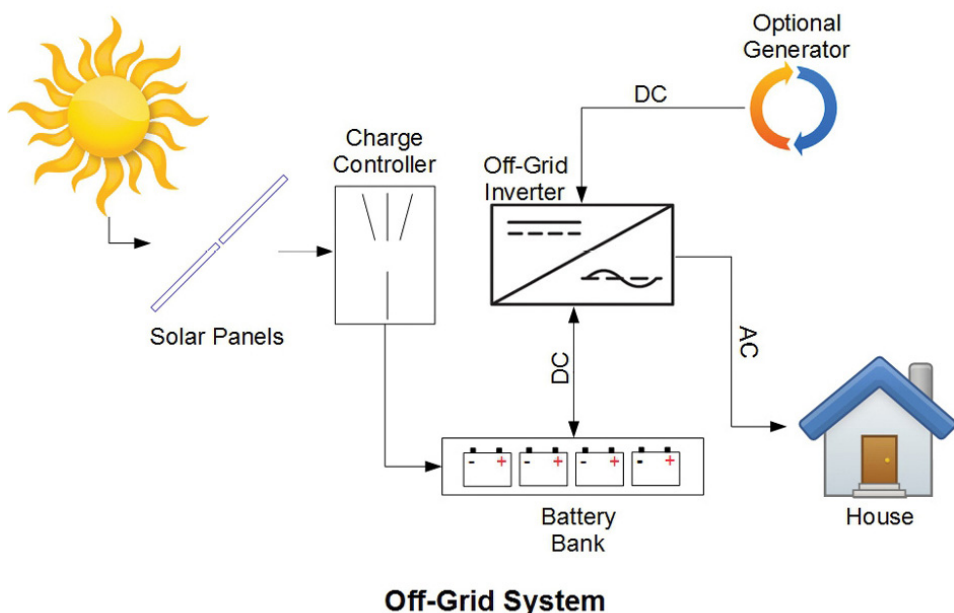 Optional
Generator
DC
Charge
Controller
Off-Grid
Inverter
Solar Panels
DC
AC
- + - + - + - +
Battery
Bank
House
Off-Grid System